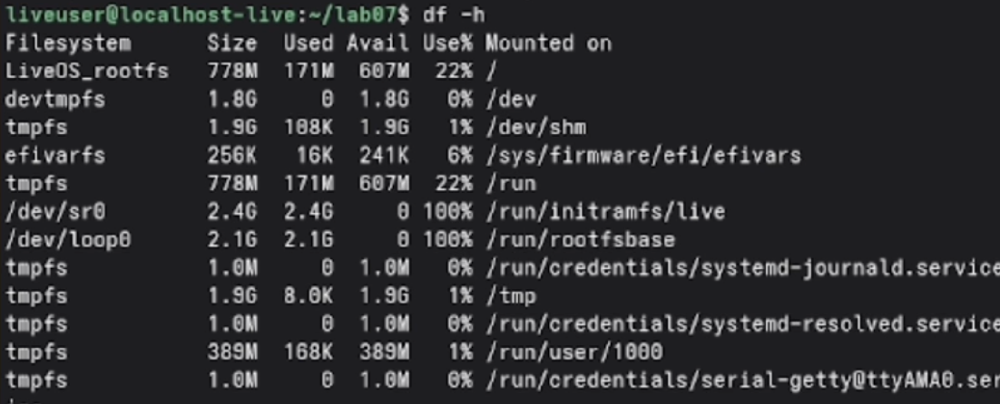 liveuser@localhost-live:~/lab07$ df -h
Filesystem Size Used Avail Use% Mounted on
LiveOS_rootfs 778M 171M 607M 22% /
devtmpfs 1.8G 0 1.8G 0% /dev
tmpfs 1.9G 108K 1.9G 1% /dev/shm
efivarfs 256K 16K 241K 6% /sys/firmware/efi/efivars
tmpfs 778M 171M 607M 22% /run
/dev/sr0 2.4G 2.4G 0 100% /run/initramfs/live
/dev/loop0 2.1G 2.1G 0 100% /run/rootfsbase
tmpfs 1.0M 0 1.0M 0% /run/credentials/systemd-journald.service
tmpfs 1.9G 8.0K 1.9G 1% /tmp
tmpfs 1.0M 0 1.0M 0% /run/credentials/systemd-resolved.service
tmpfs 389M 168K 389M 1% /run/user/1000
tmpfs 1.0M 0 1.0M 0% /run/credentials/serial-getty@ttyAMA0.ser